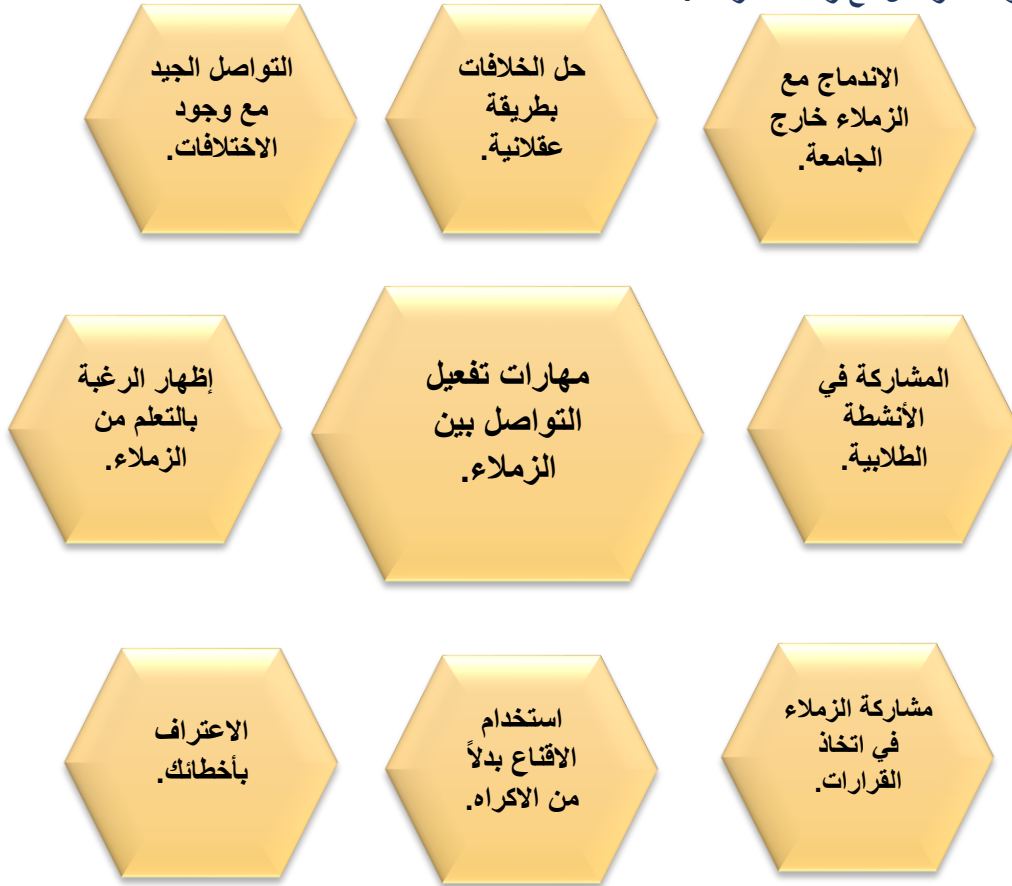 الاندماج مع
الزملاء خارج
الجامعة.
حل الخلافات
بطريقة
عقلانية.
التواصل الجيد
مع وجود
الاختلافات.
المشاركة في
الأنشطة
الطلابية.
مهارات تفعيل
التواصل بين
الزملاء.
إظهار الرغبة
بالتعلم من
الزملاء.
مشاركة الزملاء
في اتخاذ
القرارات.
استخدام
الاقناع بدلاً
من الاكراه.
الاعتراف
بأخطائك.